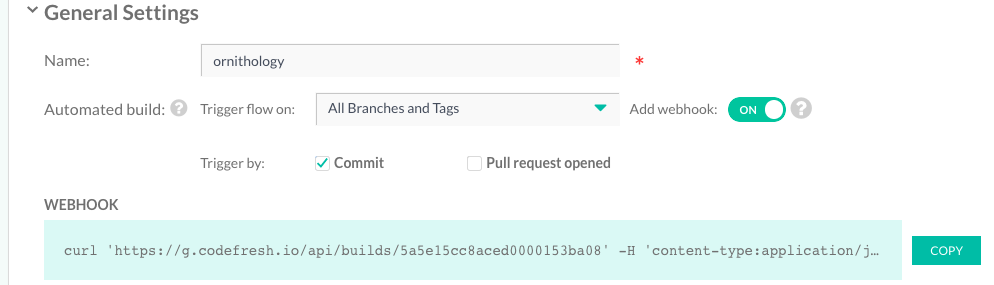 General Settings
Name: ornithology *
Automated build: ? Trigger flow on: All Branches and Tags Add webhook: ON ?
Trigger by: Commit Pull request opened
WEBHOOK
curl 'https://g.codefresh.io/api/builds/5a5e15cc8aced0000153ba08' -H 'content-type:application/j… COPY